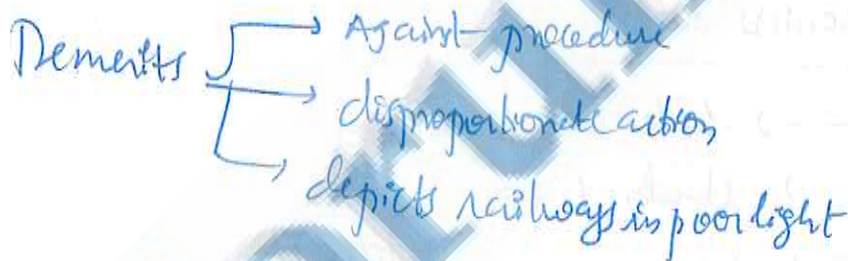 Demerits → Against procedure
→ disproportionate action
→ depicts railways in poor light